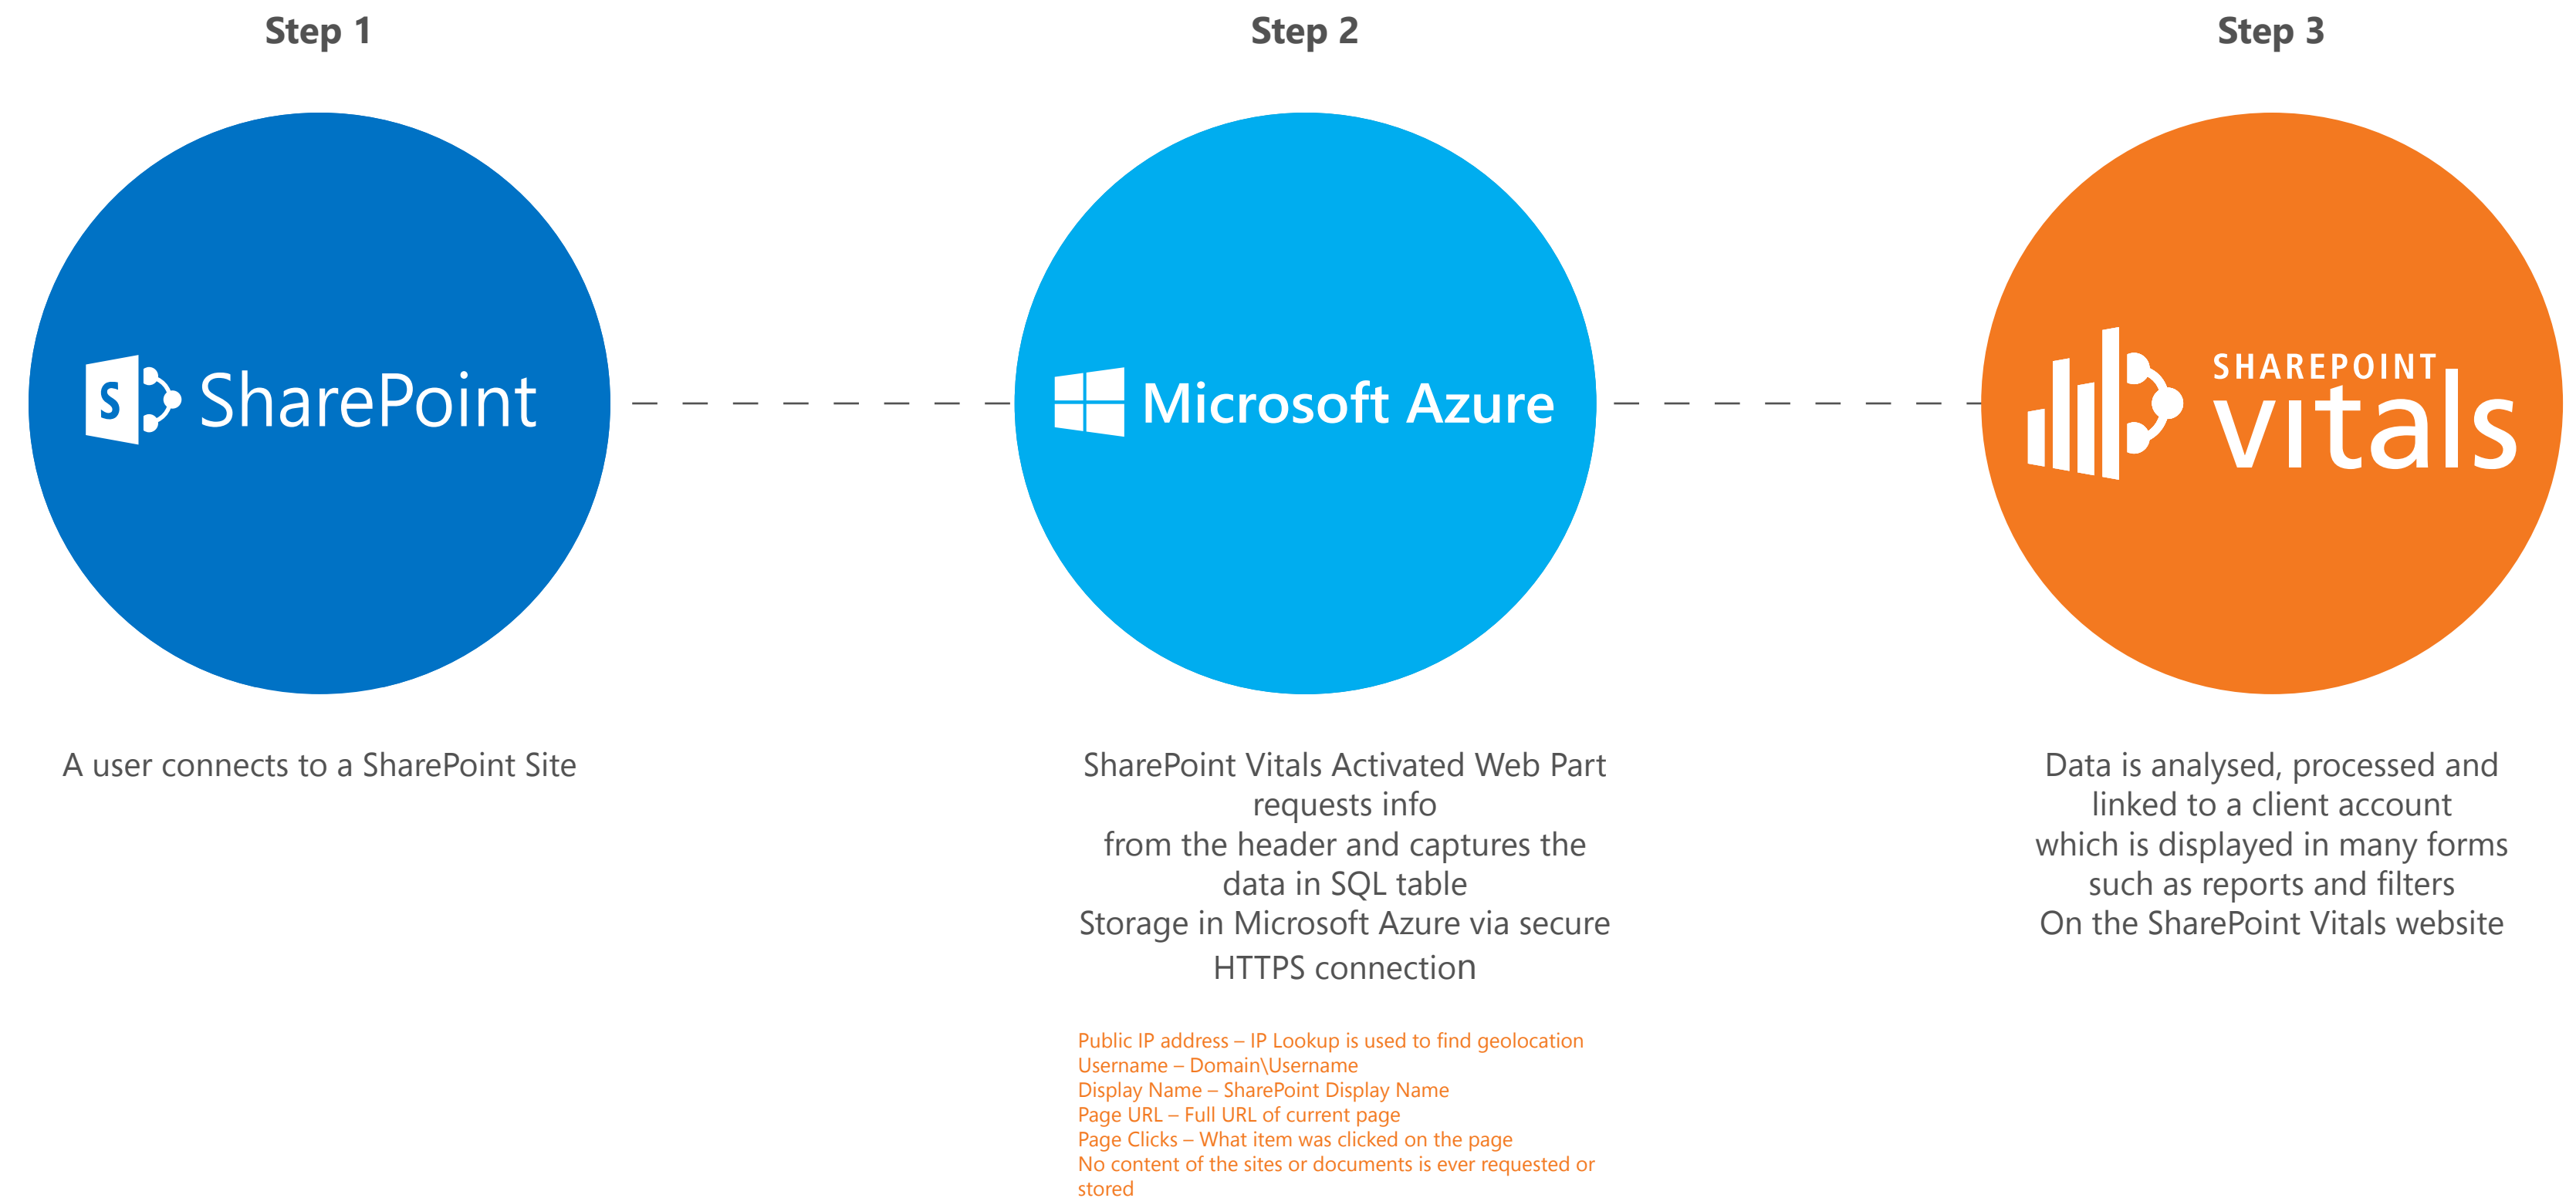 Step 1
Step 2
Step 3
S SharePoint
Microsoft Azure
SHAREPOINT
vitals
A user connects to a SharePoint Site
SharePoint Vitals Activated Web Part
requests info
from the header and captures the
data in SQL table
Storage in Microsoft Azure via secure
HTTPS connection
Public IP address – IP Lookup is used to find geolocation
Username – Domain\Username
Display Name – SharePoint Display Name
Page URL – Full URL of current page
Page Clicks – What item was clicked on the page
No content of the sites or documents is ever requested or
stored
Data is analysed, processed and
linked to a client account
which is displayed in many forms
such as reports and filters
On the SharePoint Vitals website